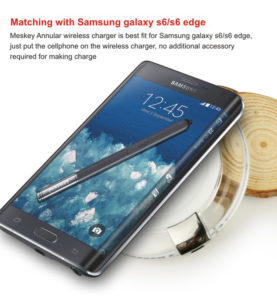 Matching with Samsung galaxy s6/s6 edge
Meskey Annular wireless charger is best fit for Samsung galaxy s6/s6 edge,
just put the cellphone on the wireless charger, no additional accessory
required for making charge
SAMSUNG
12:45